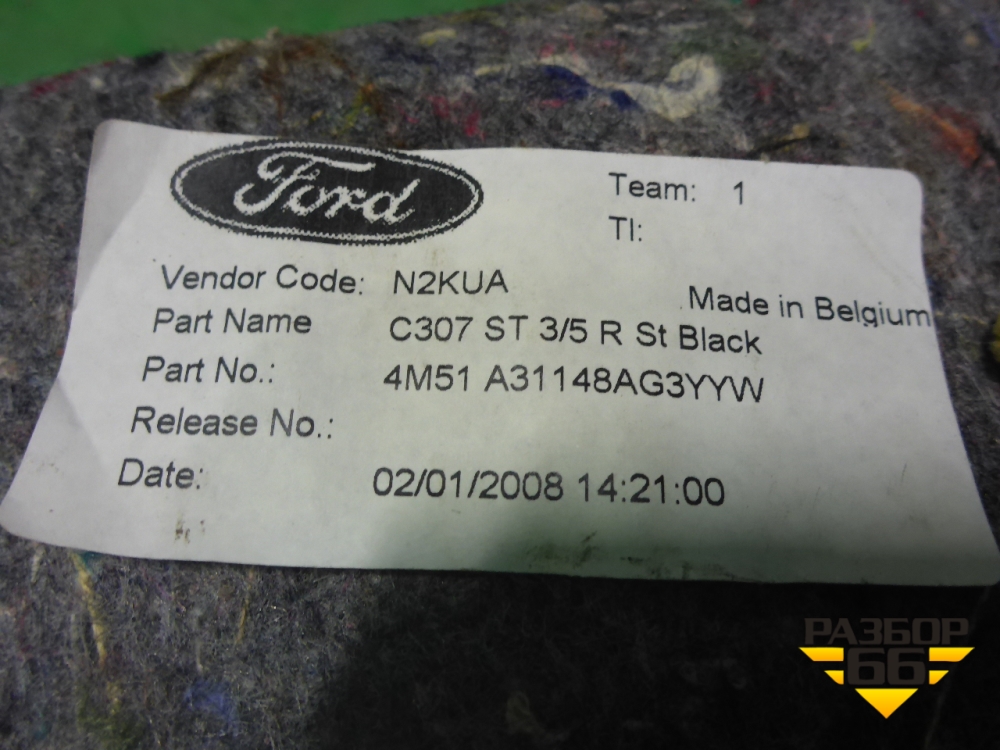 Ford
Team: 1
TI:
Vendor Code: N2KUA
Made in Belgium
Part Name C307 ST 3/5 R St Black
Part No.: 4M51 A31148AG3YYW
Release No.:
Date: 02/01/2008 14:21:00
РАЗБОР
66